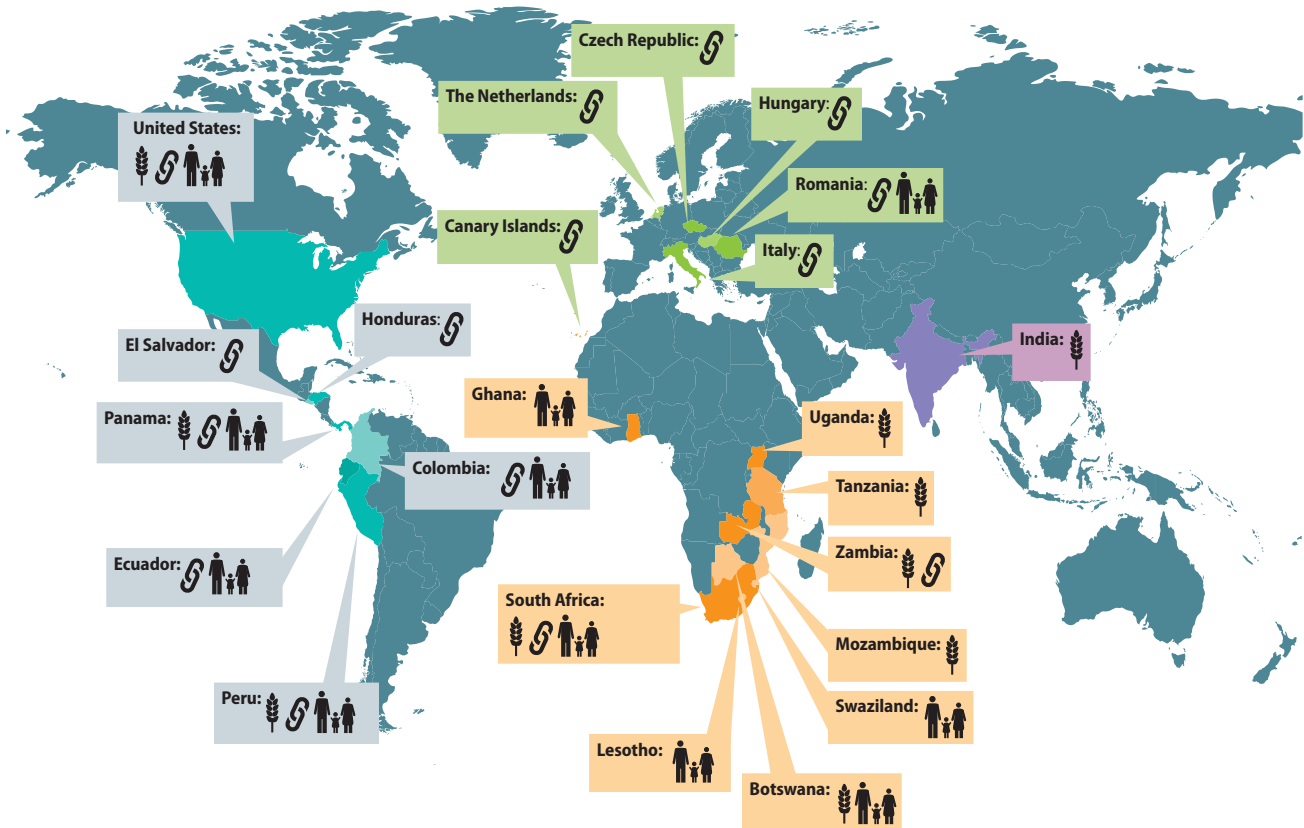 Czech Republic:
The Netherlands:
Hungary:
United States:
Romania:
Canary Islands:
Italy:
Honduras:
El Salvador:
India:
Ghana:
Panama:
Uganda:
Colombia:
Tanzania:
Ecuador:
Zambia:
South Africa:
Mozambique:
Peru:
Swaziland:
Lesotho:
Botswana: